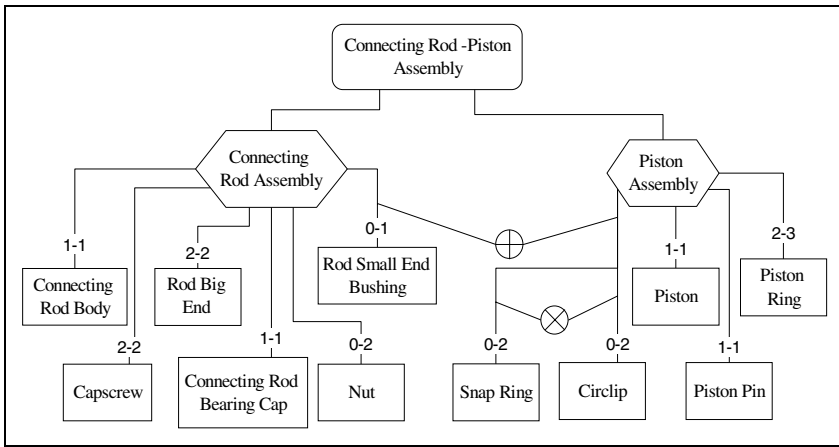 Connecting Rod -Piston
Assembly
Connecting
Rod Assembly
Piston
Assembly
1-1
2-2
2-2
1-1
0-2
0-1
0-2
0-2
1-1
1-1
2-3
Connecting
Rod Body
Rod Big
End
Rod Small End
Bushing
Piston
Piston
Ring
Capscrew
Connecting Rod
Bearing Cap
Nut
Snap Ring
Circlip
Piston Pin